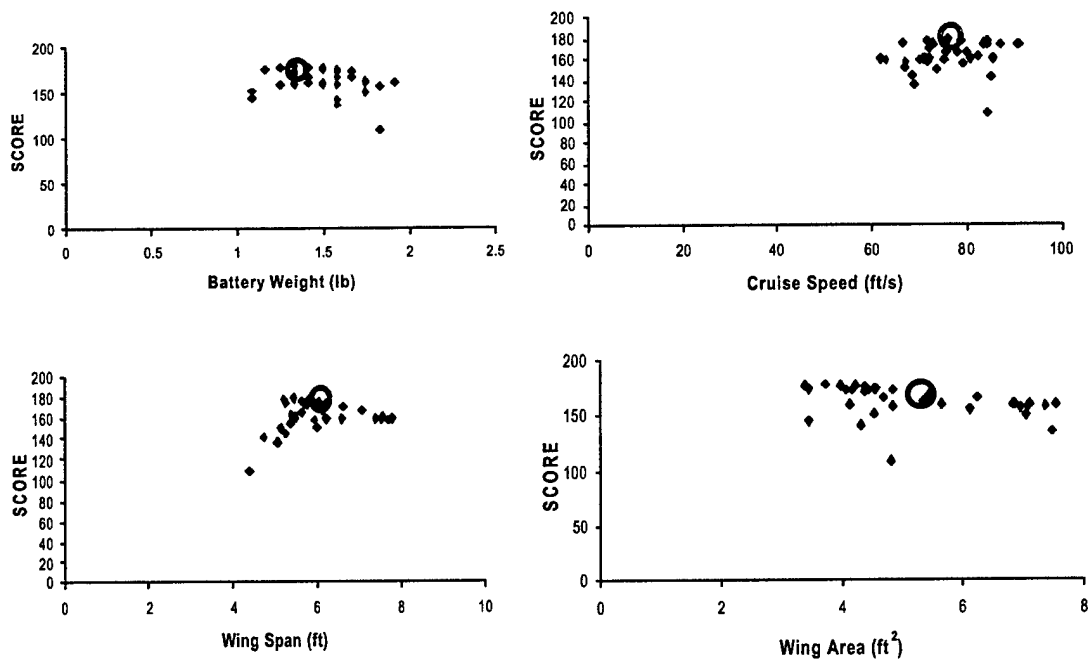 SCORE
200
150
100
50
0
0 0.5 1 1.5 2 2.5
Battery Weight (lb)
SCORE
200
180
160
140
120
100
80
60
40
20
0
0 20 40 60 80 100
Cruise Speed (ft/s)
SCORE
200
180
160
140
120
100
80
60
40
20
0
0 2 4 6 8 10
Wing Span (ft)
SCORE
200
150
100
50
0
0 2 4 6 8
Wing Area (ft²)